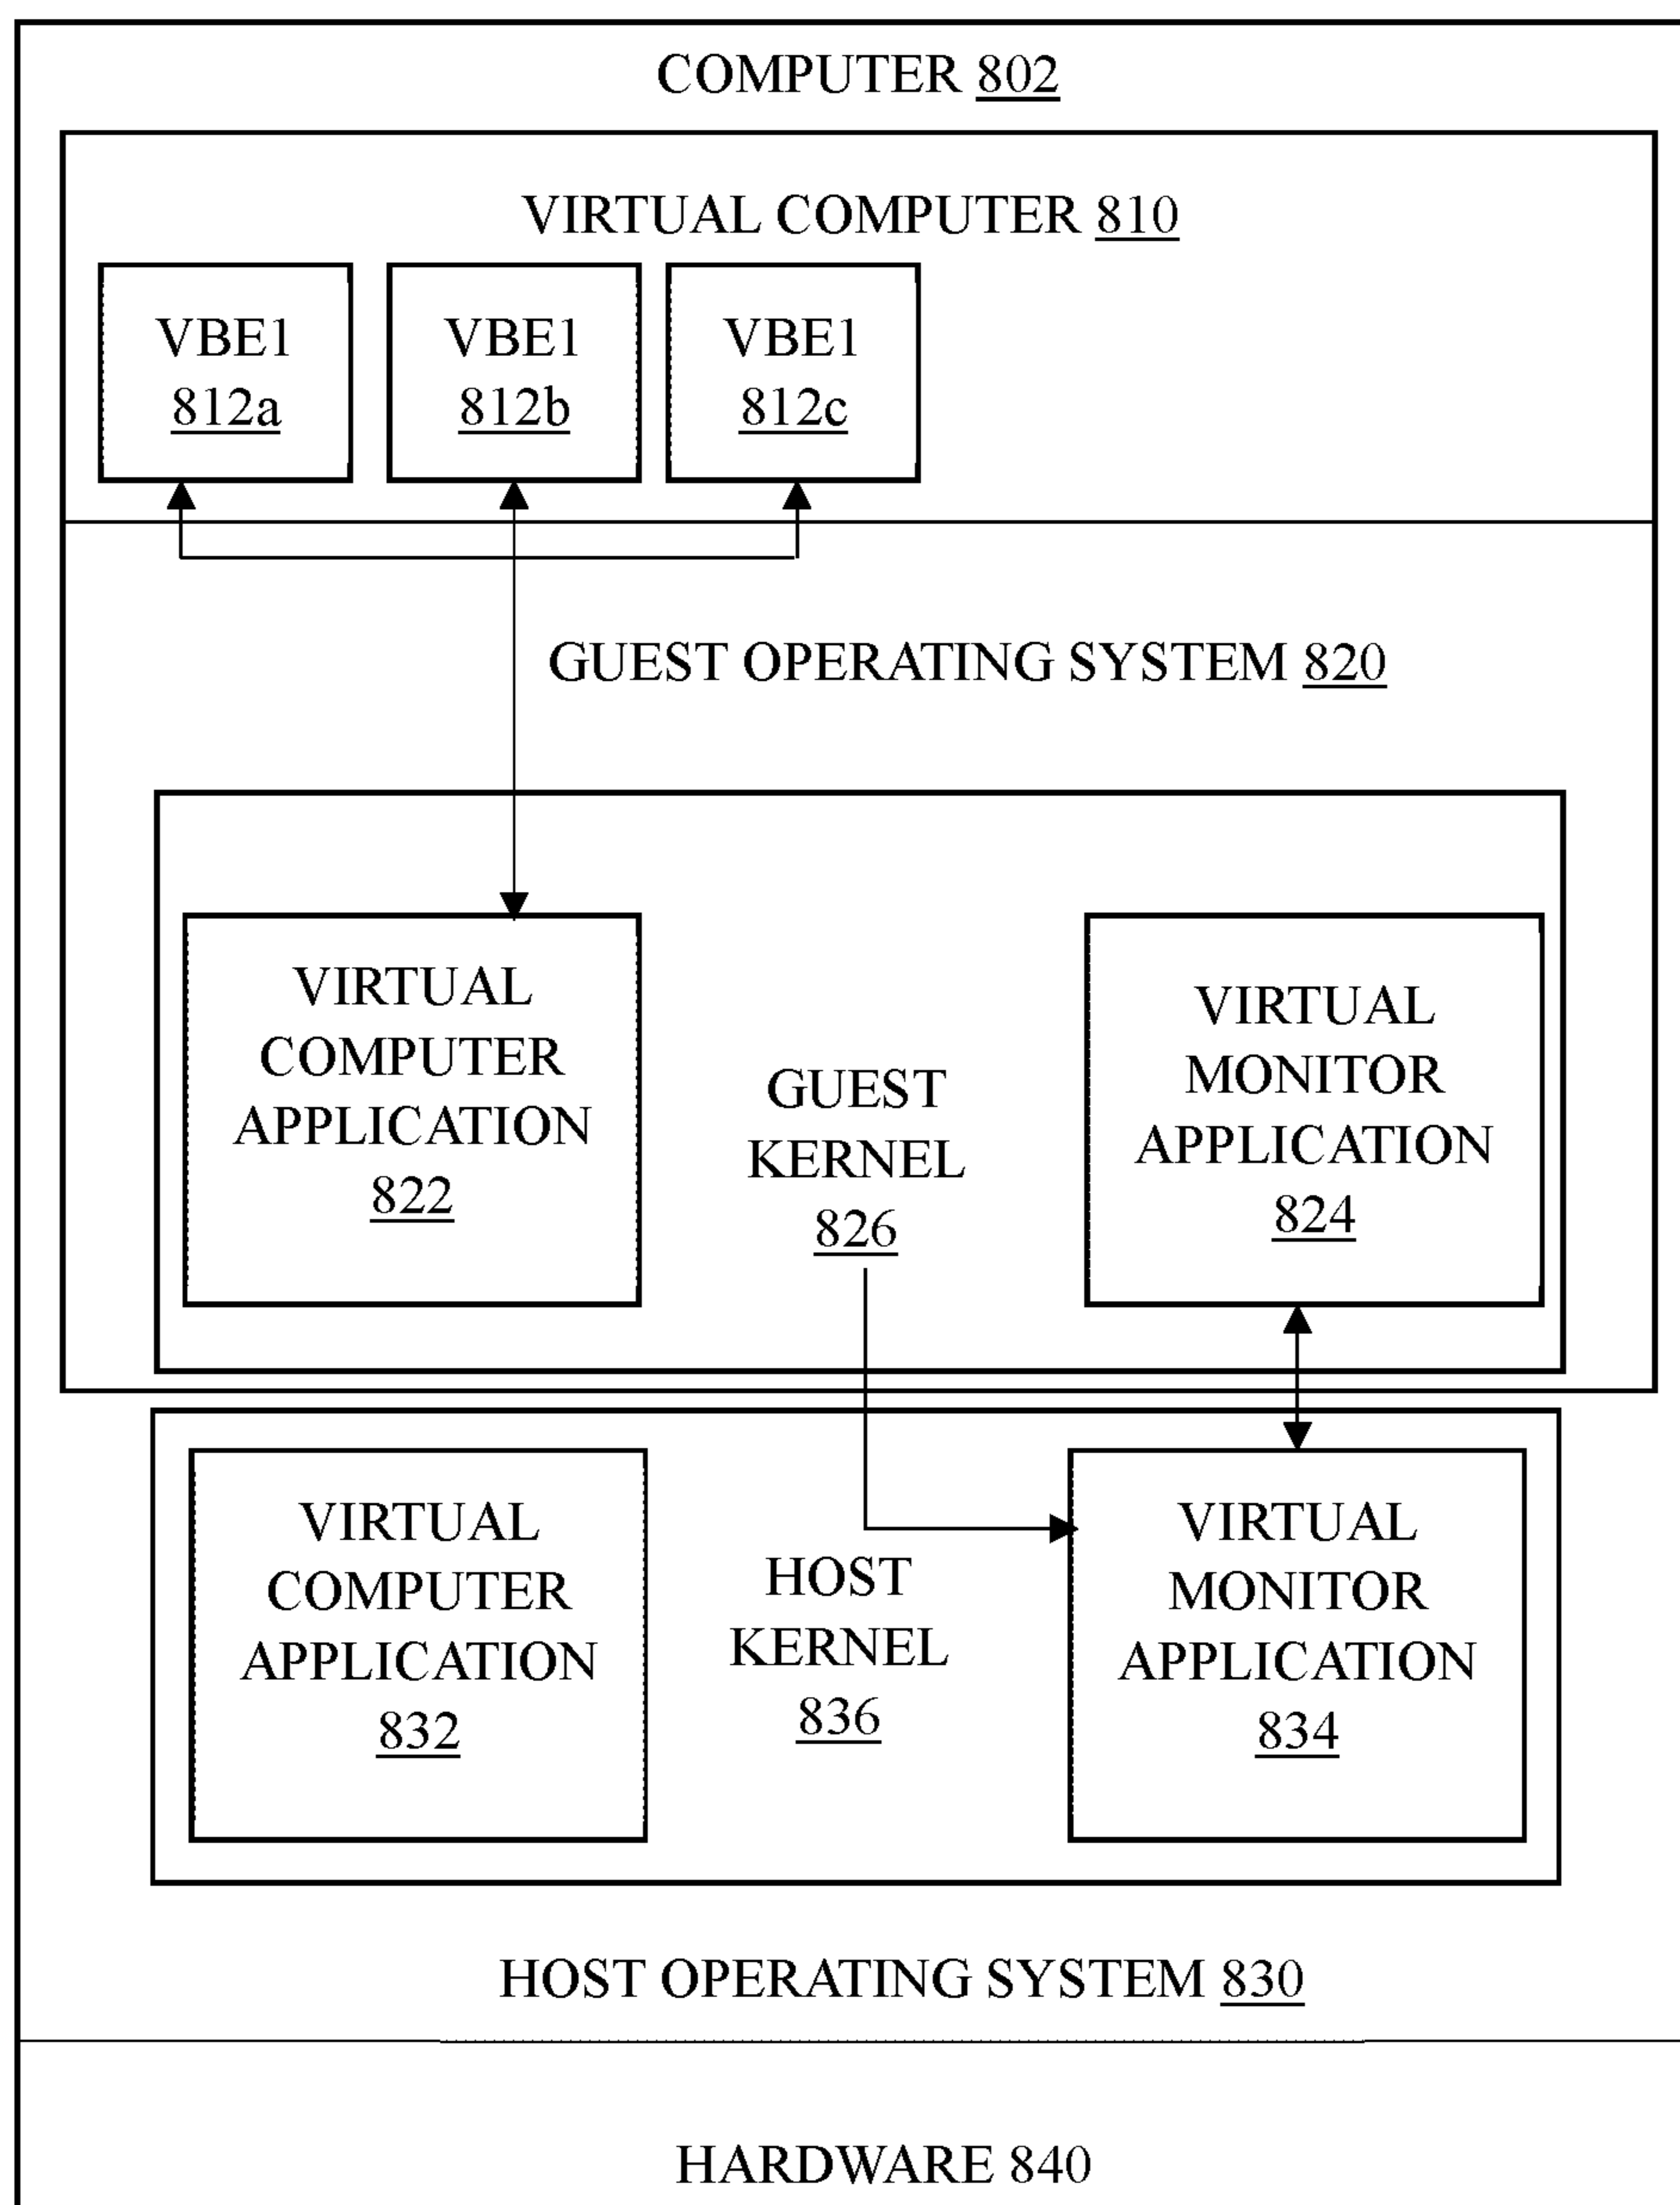 COMPUTER 802
VIRTUAL COMPUTER 810
VBE1
812a
VBE1
812b
VBE1
812c
GUEST OPERATING SYSTEM 820
VIRTUAL
COMPUTER
APPLICATION
822
GUEST
KERNEL
826
VIRTUAL
MONITOR
APPLICATION
824
VIRTUAL
COMPUTER
APPLICATION
832
HOST
KERNEL
836
VIRTUAL
MONITOR
APPLICATION
834
HOST OPERATING SYSTEM 830
HARDWARE 840